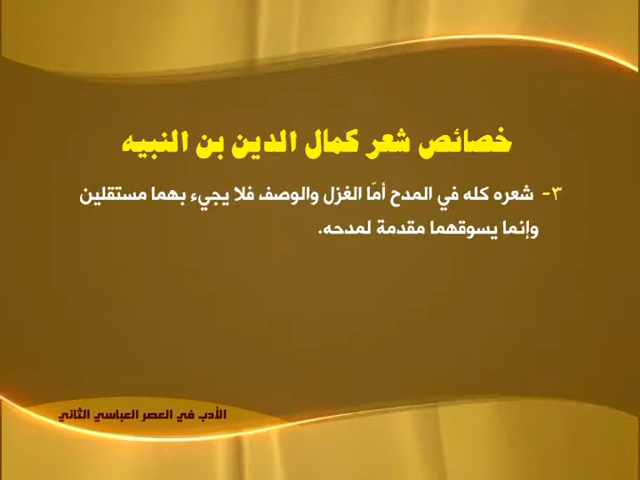 خصائص شعر كمال الدين بن النبيه
٣- شعره كله في المدح أمّا الغزل والوصف فلا يجيء بهما مستقلين
وإنما يسوقهما مقدمة لمدحه.
الأدب في العصر العباسي الثاني